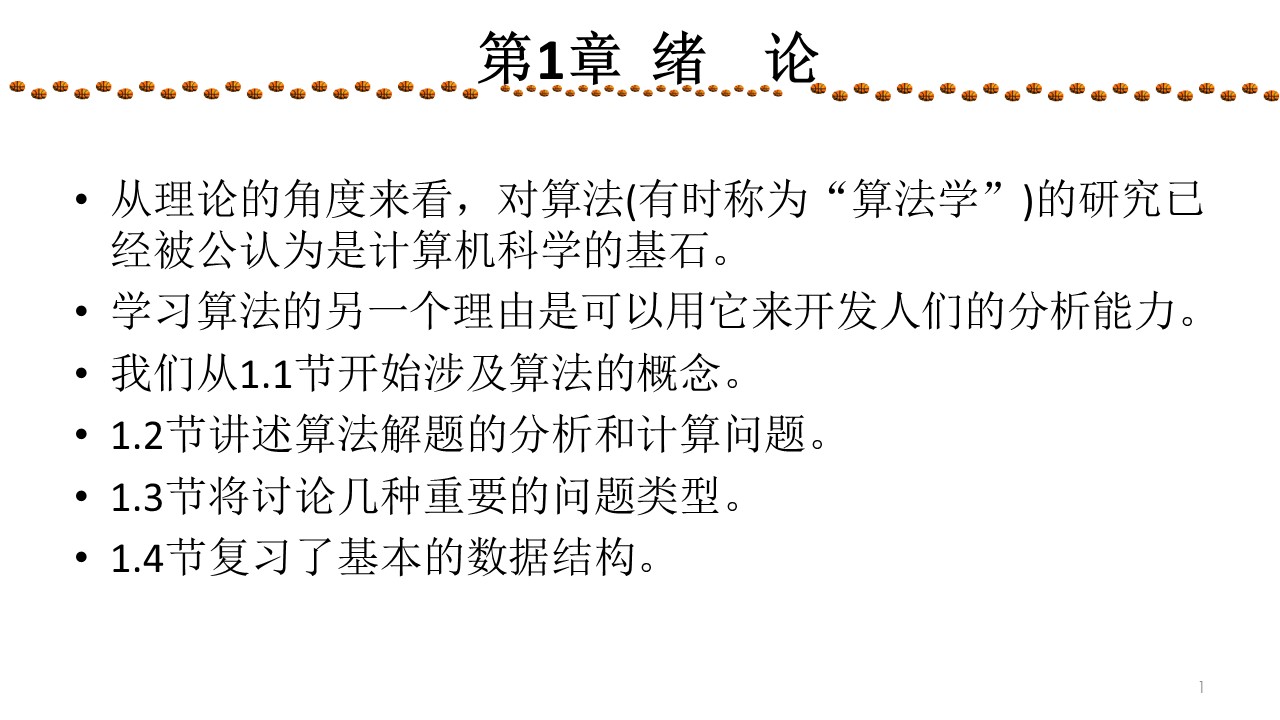 第1章 绪　论
• 从理论的角度来看，对算法(有时称为“算法学”)的研究已
经被公认为是计算机科学的基石。
• 学习算法的另一个理由是可以用它来开发人们的分析能力。
• 我们从1.1节开始涉及算法的概念。
• 1.2节讲述算法解题的分析和计算问题。
• 1.3节将讨论几种重要的问题类型。
• 1.4节复习了基本的数据结构。
1